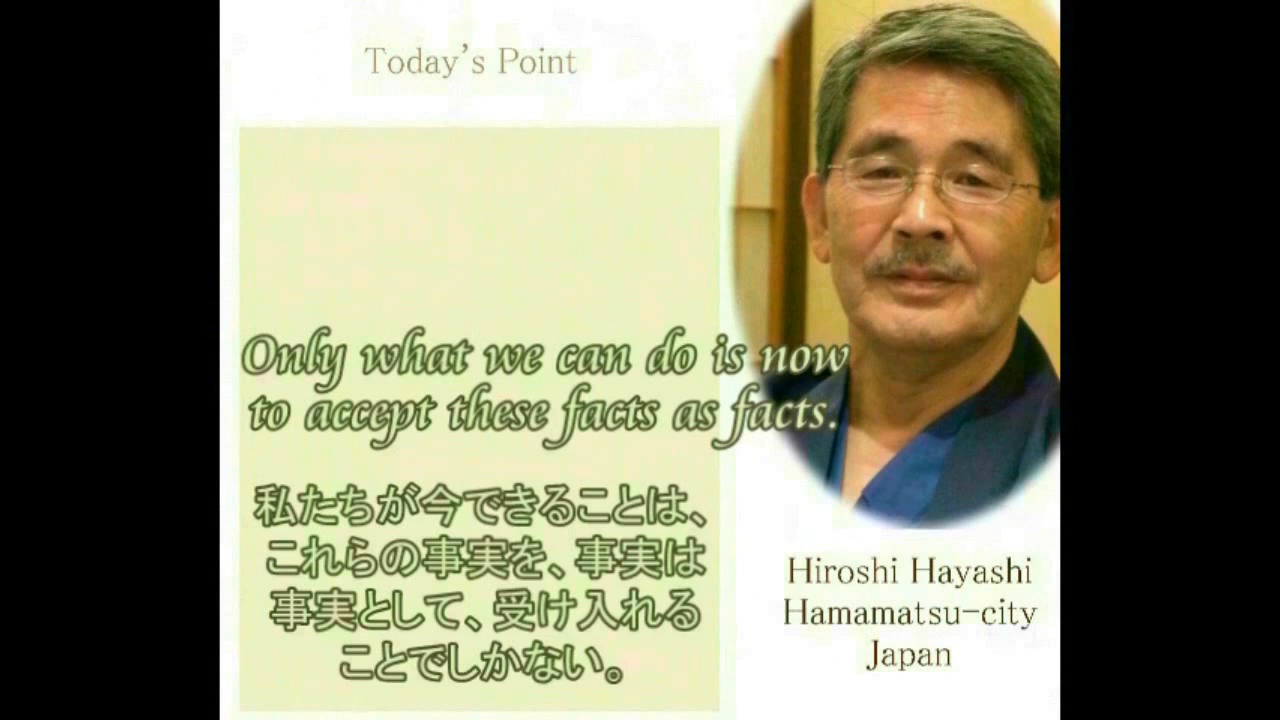 Today's Point
Only what we can do is now
to accept these facts as facts.
私たちが今できることは、
これらの事実を、事実は
事実として、受け入れる
ことでしかない。
Hiroshi Hayashi
Hamamatsu-city
Japan